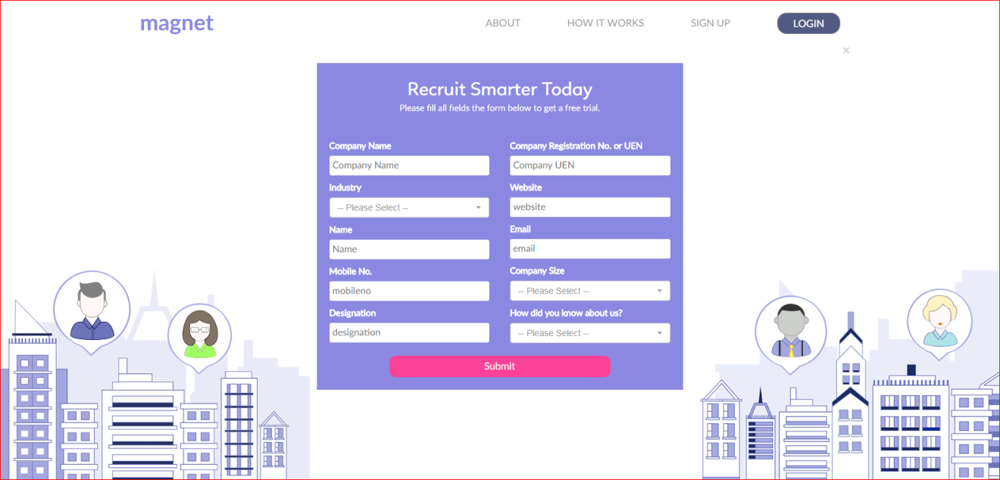 magnet
ABOUT
HOW IT WORKS
SIGN UP
LOGIN
×
Recruit Smarter Today
Please fill all fields the form below to get a free trial.
Company Name
Company Registration No. or UEN
Company Name
Company UEN
Industry
Website
-- Please Select --
website
Name
Email
Name
email
Mobile No.
Company Size
mobileno
-- Please Select --
Designation
How did you know about us?
designation
-- Please Select --
Submit